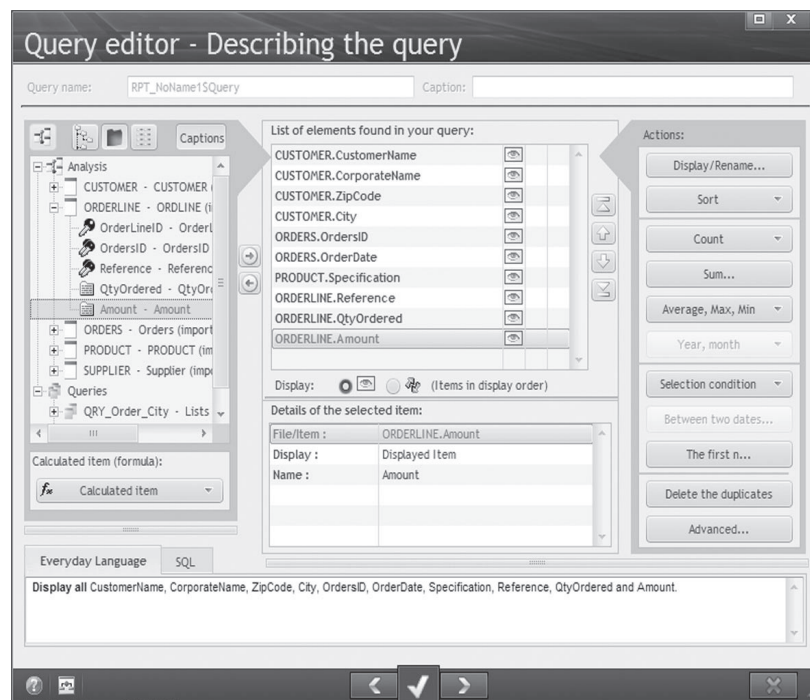 Query editor - Describing the query
Query name: RPT_NoName1$Query Caption:
Captions
Analysis
CUSTOMER - CUSTOMER
ORDERLINE - ORDLINE
OrderLineID - OrderL
OrdersID - OrdersID
Reference - Referenc
QtyOrdered - QtyOr
Amount - Amount
ORDERS - Orders (import
PRODUCT - PRODUCT (im
SUPPLIER - Supplier (imp
Queries
QRY_Order_City - Lists
Calculated item (formula):
fx Calculated item
List of elements found in your query:
CUSTOMER.CustomerName
CUSTOMER.CorporateName
CUSTOMER.ZipCode
CUSTOMER.City
ORDERS.OrdersID
ORDERS.OrderDate
PRODUCT.Specification
ORDERLINE.Reference
ORDERLINE.QtyOrdered
ORDERLINE.Amount
Display: (Items in display order)
Details of the selected item:
File/Item : ORDERLINE.Amount
Display : Displayed Item
Name : Amount
Actions:
Display/Rename...
Sort
Count
Sum...
Average, Max, Min
Year, month
Selection condition
Between two dates...
The first n...
Delete the duplicates
Advanced...
Everyday Language SQL
Display all CustomerName, CorporateName, ZipCode, City, OrdersID, OrderDate, Specification, Reference, QtyOrdered and Amount.